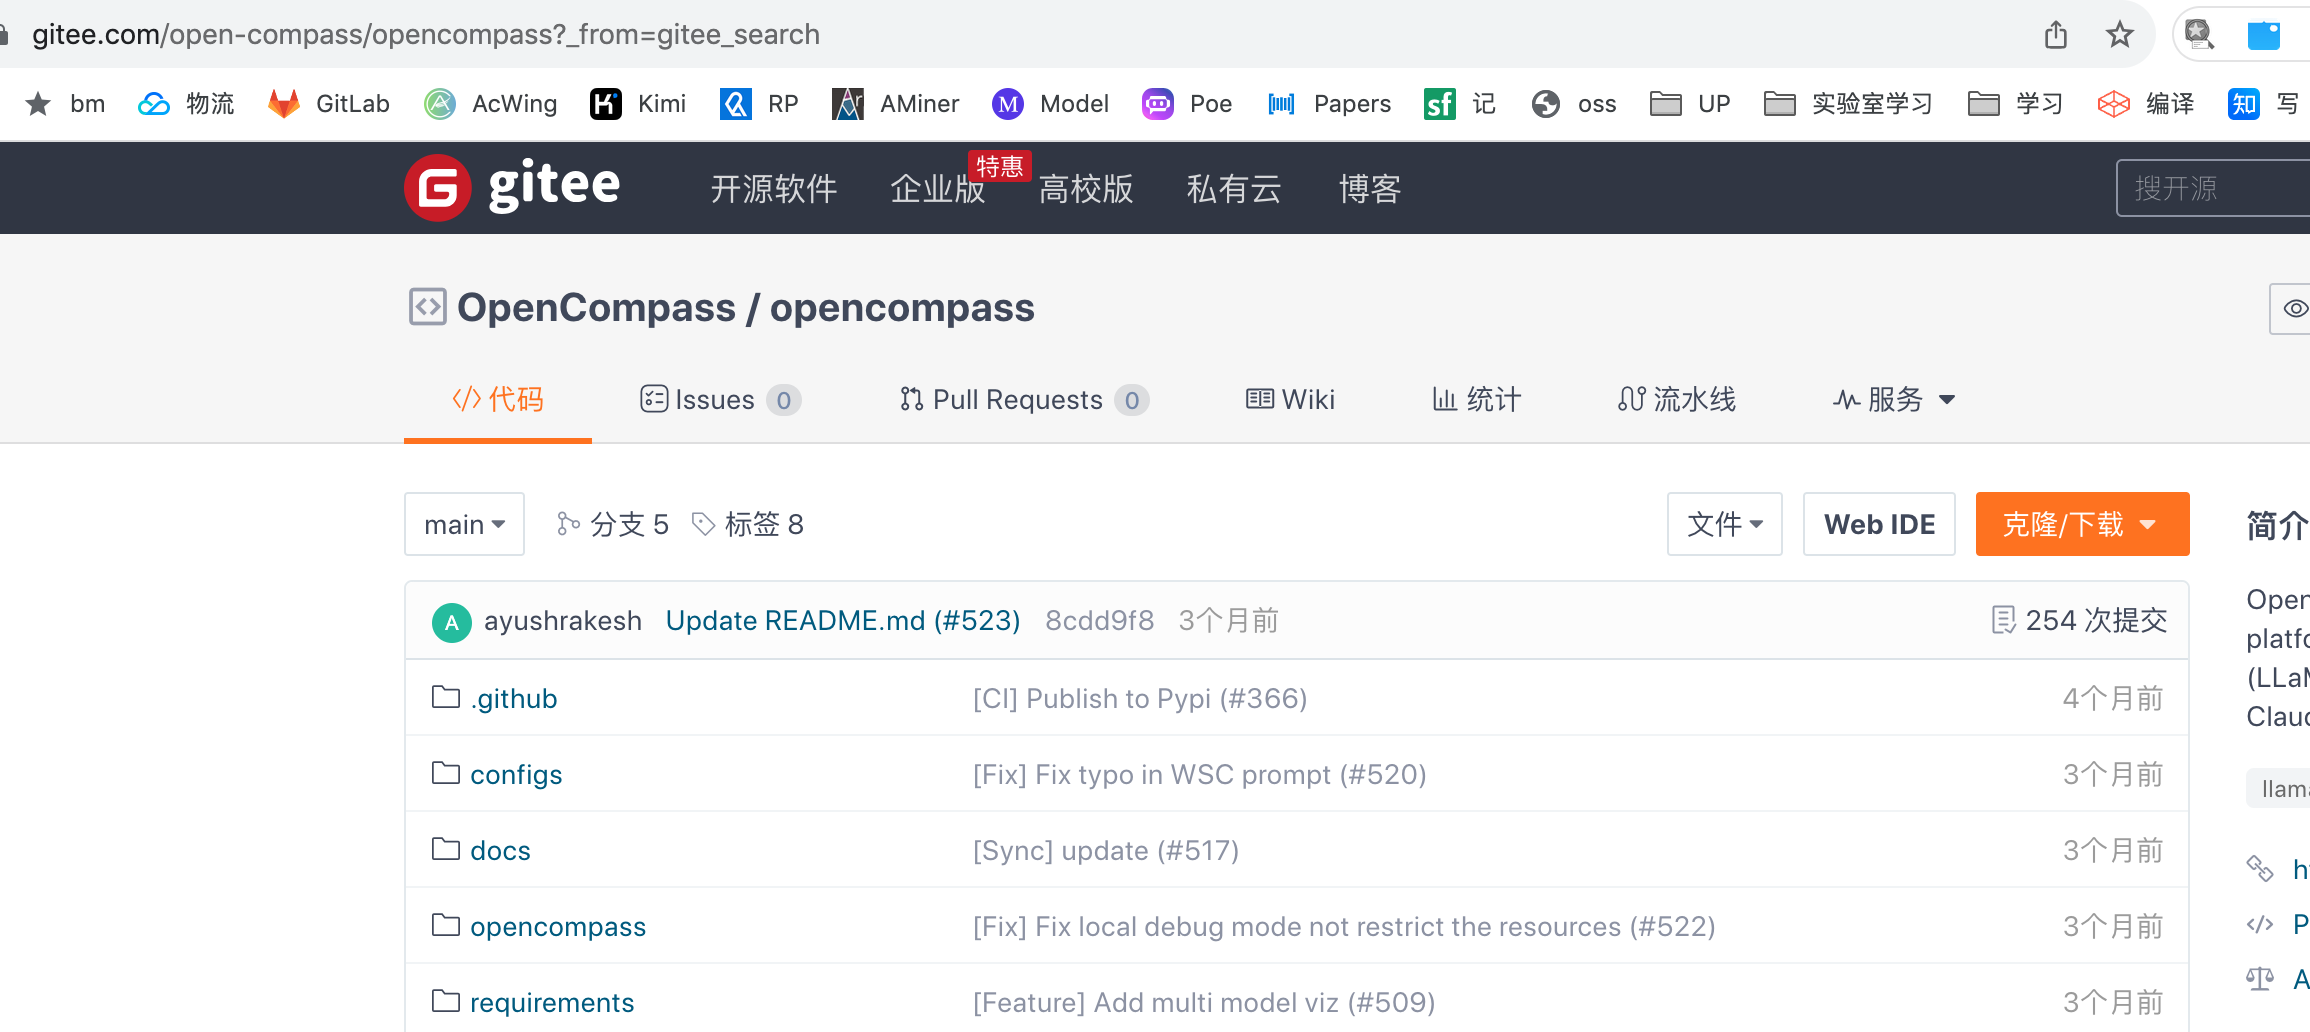 gitee.com/open-compass/opencompass?_from=gitee_search
bm 物流 GitLab AcWing Kimi RP AMiner Model Poe Papers 记 oss UP 实验室学习 学习 编译 写
gitee 开源软件 企业版 特惠 高校版 私有云 博客 搜开源
OpenCompass / opencompass
代码 Issues 0 Pull Requests 0 Wiki 统计 流水线 服务
main 分支 5 标签 8 文件 Web IDE 克隆/下载 简介
A ayushrakesh Update README.md (#523) 8cdd9f8 3个月前 254 次提交
.github [CI] Publish to Pypi (#366) 4个月前
configs [Fix] Fix typo in WSC prompt (#520) 3个月前
docs [Sync] update (#517) 3个月前
opencompass [Fix] Fix local debug mode not restrict the resources (#522) 3个月前
requirements [Feature] Add multi model viz (#509) 3个月前